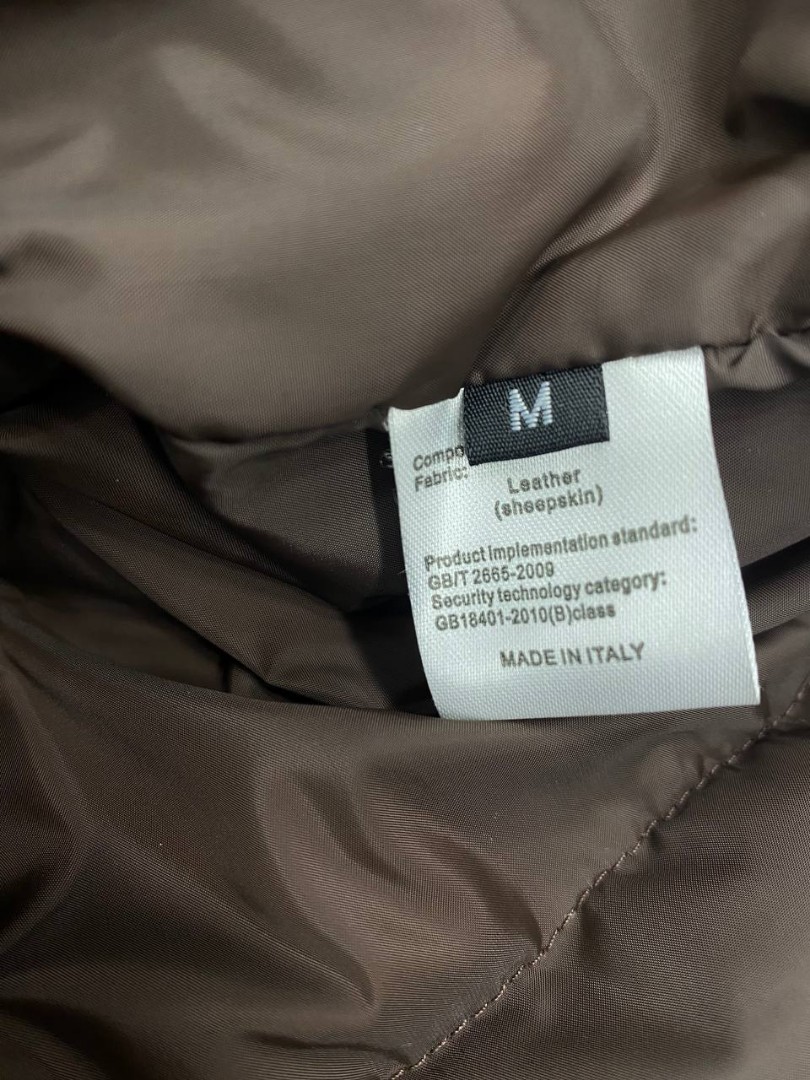 M
Compo
Fabric:
Leather
(sheepskin)
Product Implementation standard:
GB/T 2665-2009
Security technology category:
GB18401-2010(B)class
MADE IN ITALY